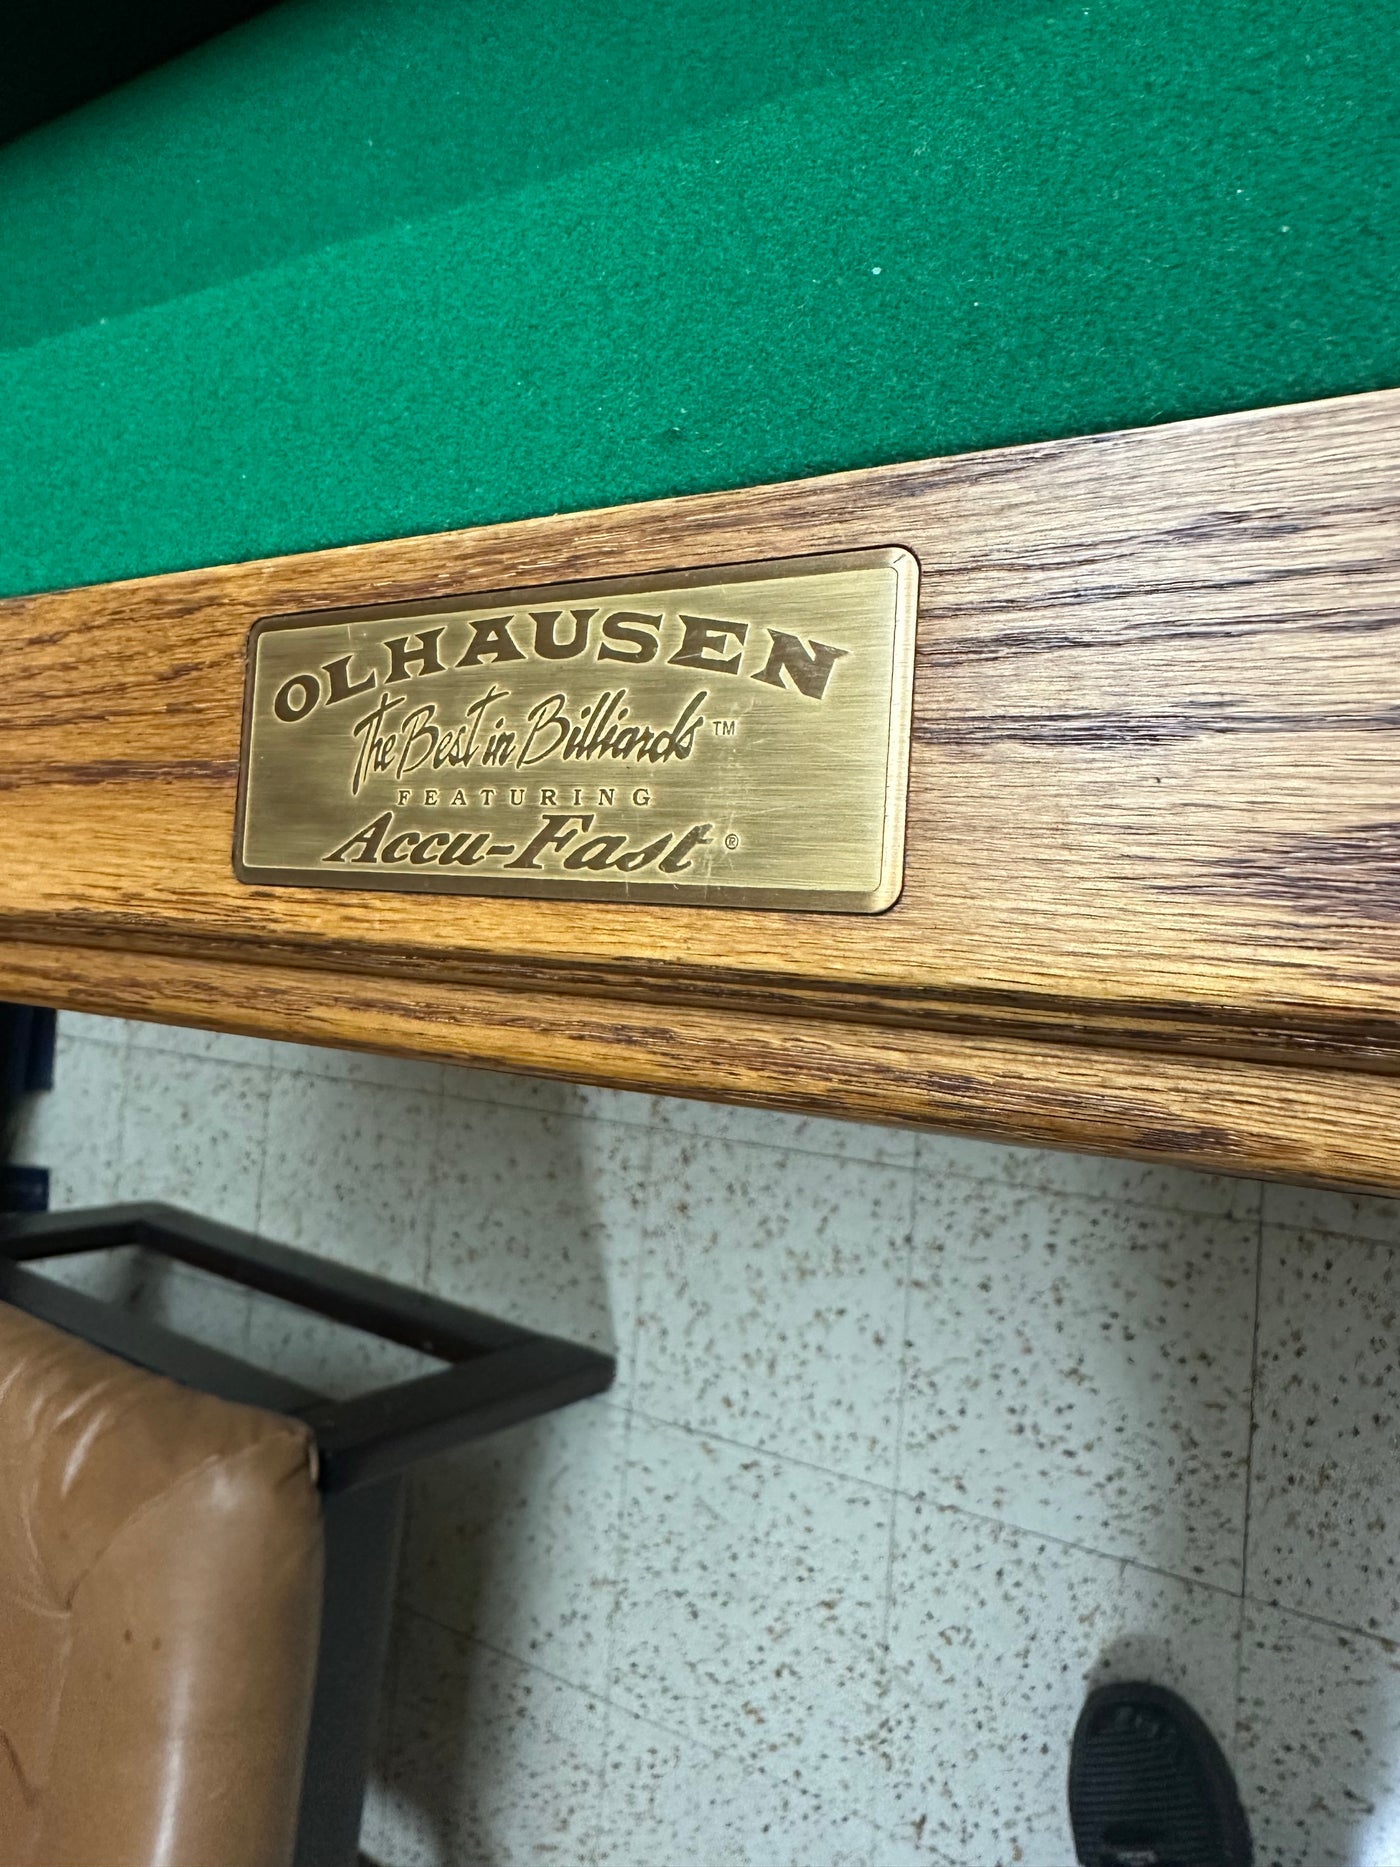 OLHAUSEN
The Best in Billiards™
FEATURING
Accu-Fast®